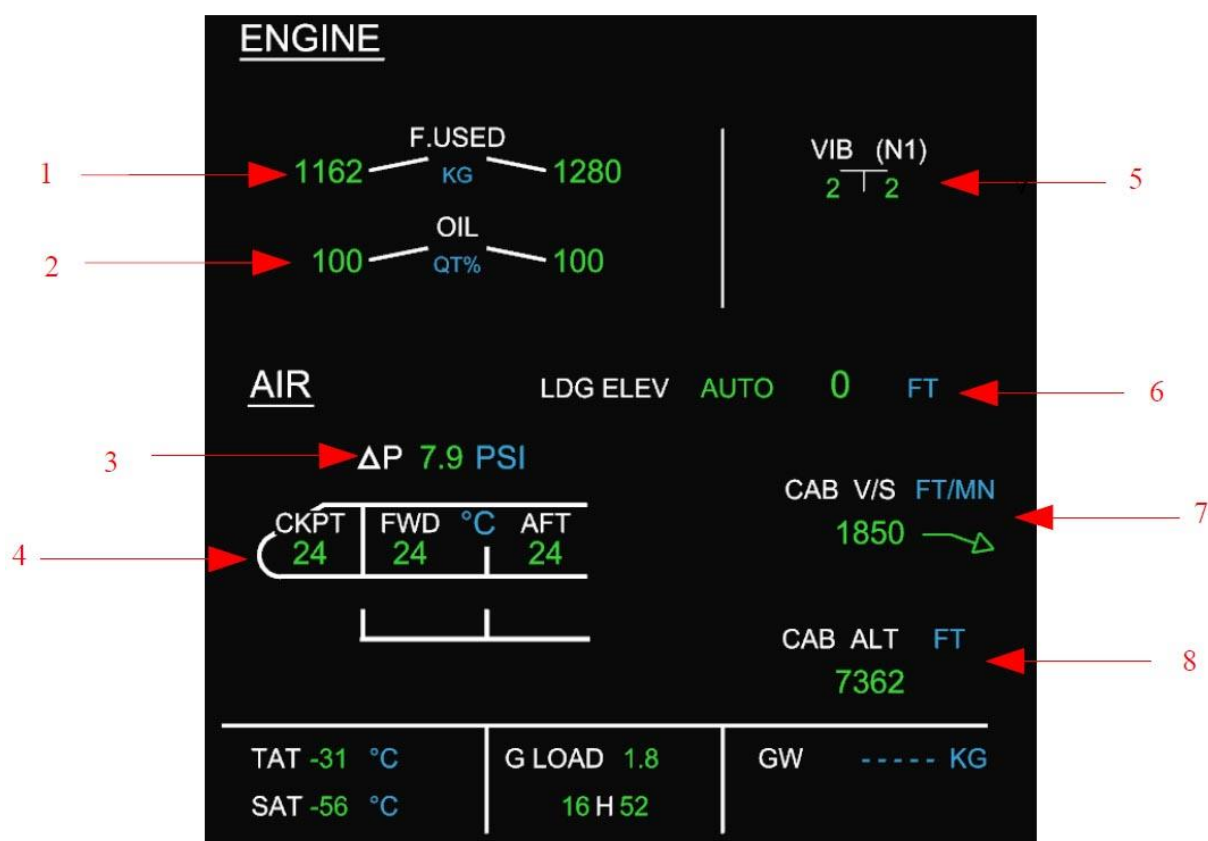 ENGINE
F.USED
1 1162 KG 1280
VIB (N1)
2 2 5
OIL
2 100 QT% 100
AIR LDG ELEV AUTO 0 FT 6
3 ΔP 7.9 PSI
CAB V/S FT/MN
1850 7
CKPT FWD °C AFT
4 24 24 24
CAB ALT FT
7362 8
TAT -31 °C G LOAD 1.8 GW - - - - - KG
SAT -56 °C 16 H 52